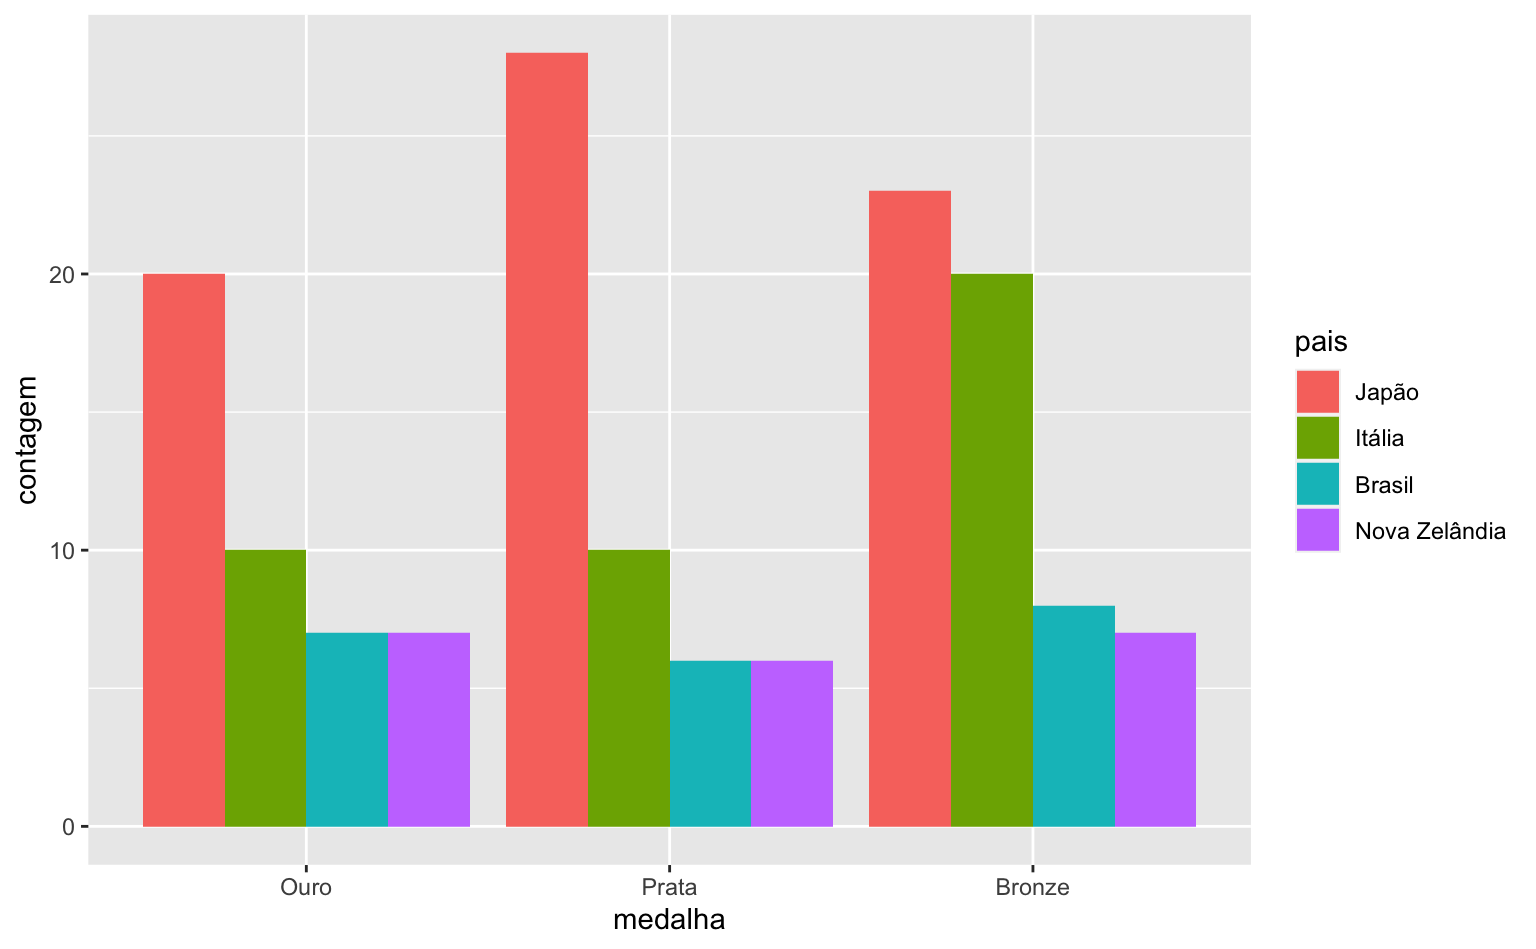 contagem
20
10
0
Ouro
Prata
Bronze
medalha
pais
Japão
Itália
Brasil
Nova Zelândia